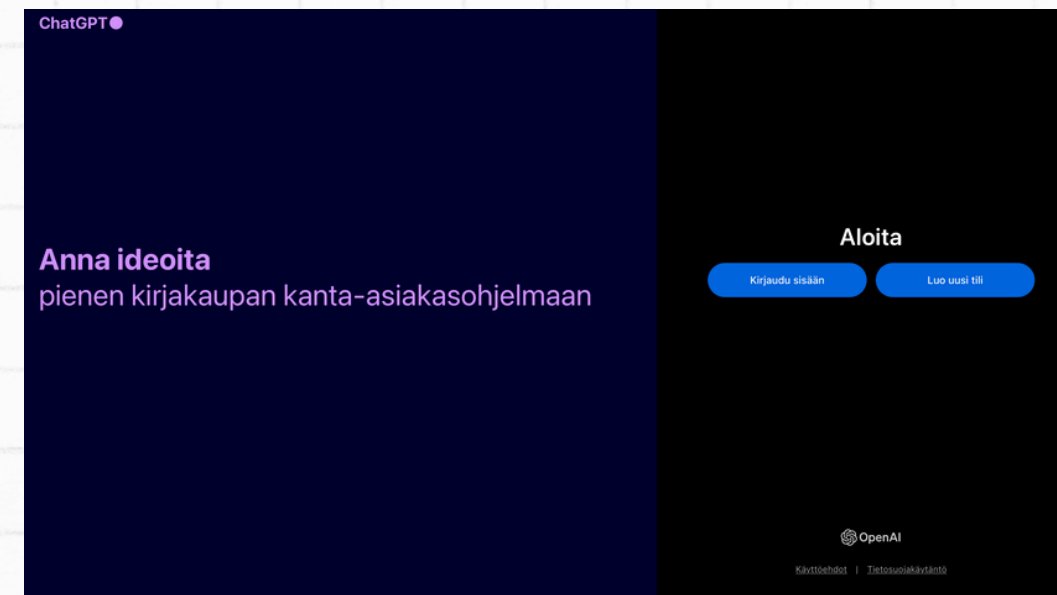 ChatGPT
Anna ideoita
pienen kirjakaupan kanta-asiakasohjelmaan
Aloita
Kirjaudu sisään
Luo uusi tili
OpenAI
Käyttöehdot | Tietosuojakäytäntö